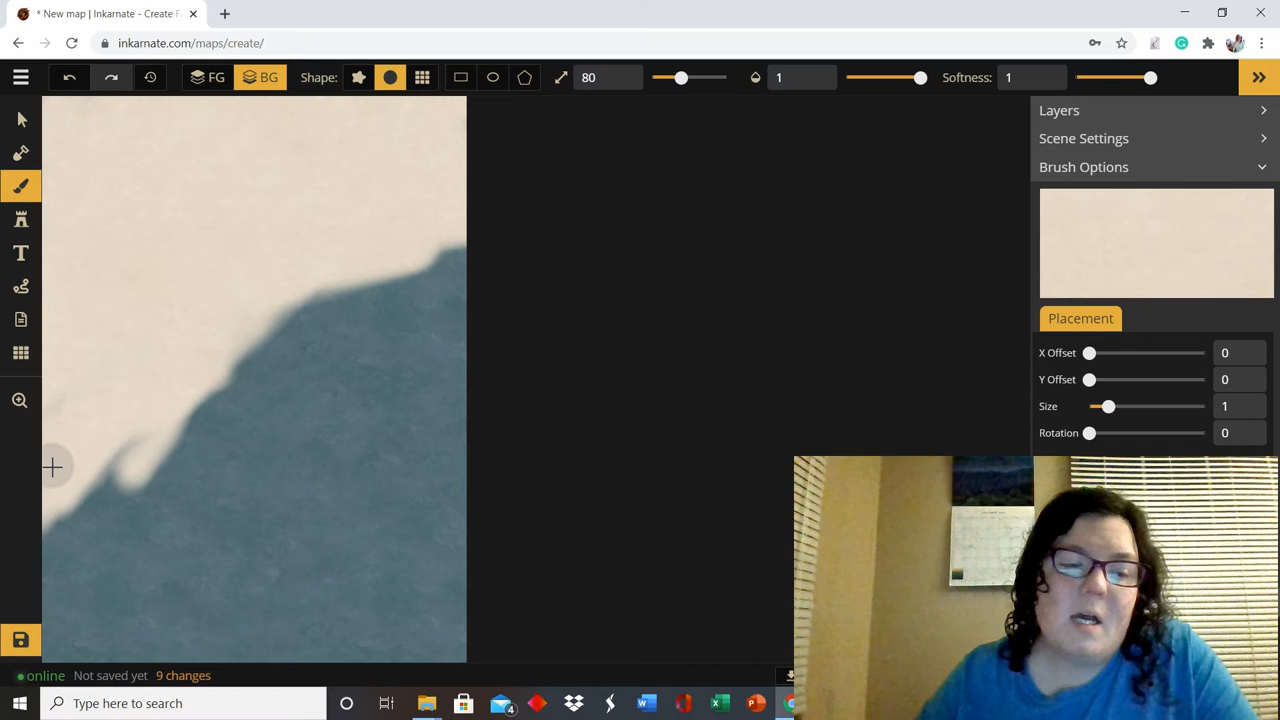 * New map | Inkarnate - Create F
inkarnate.com/maps/create/
FG
BG
Shape:
80
1
Softness:
1
Layers
Scene Settings
Brush Options
Placement
X Offset
0
Y Offset
0
Size
1
Rotation
0
online
Not saved yet
9 changes
Type here to search
4